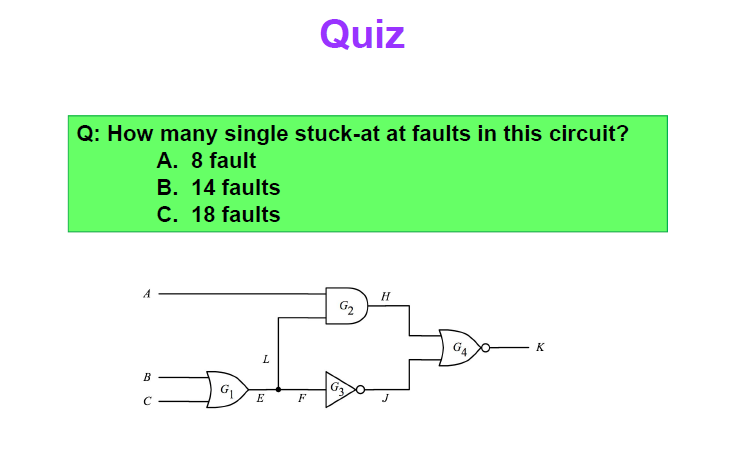 Quiz
Q: How many single stuck-at at faults in this circuit?
A. 8 fault
B. 14 faults
C. 18 faults
A
G2
H
G4
K
L
B
G1
E
F
G3
J
C